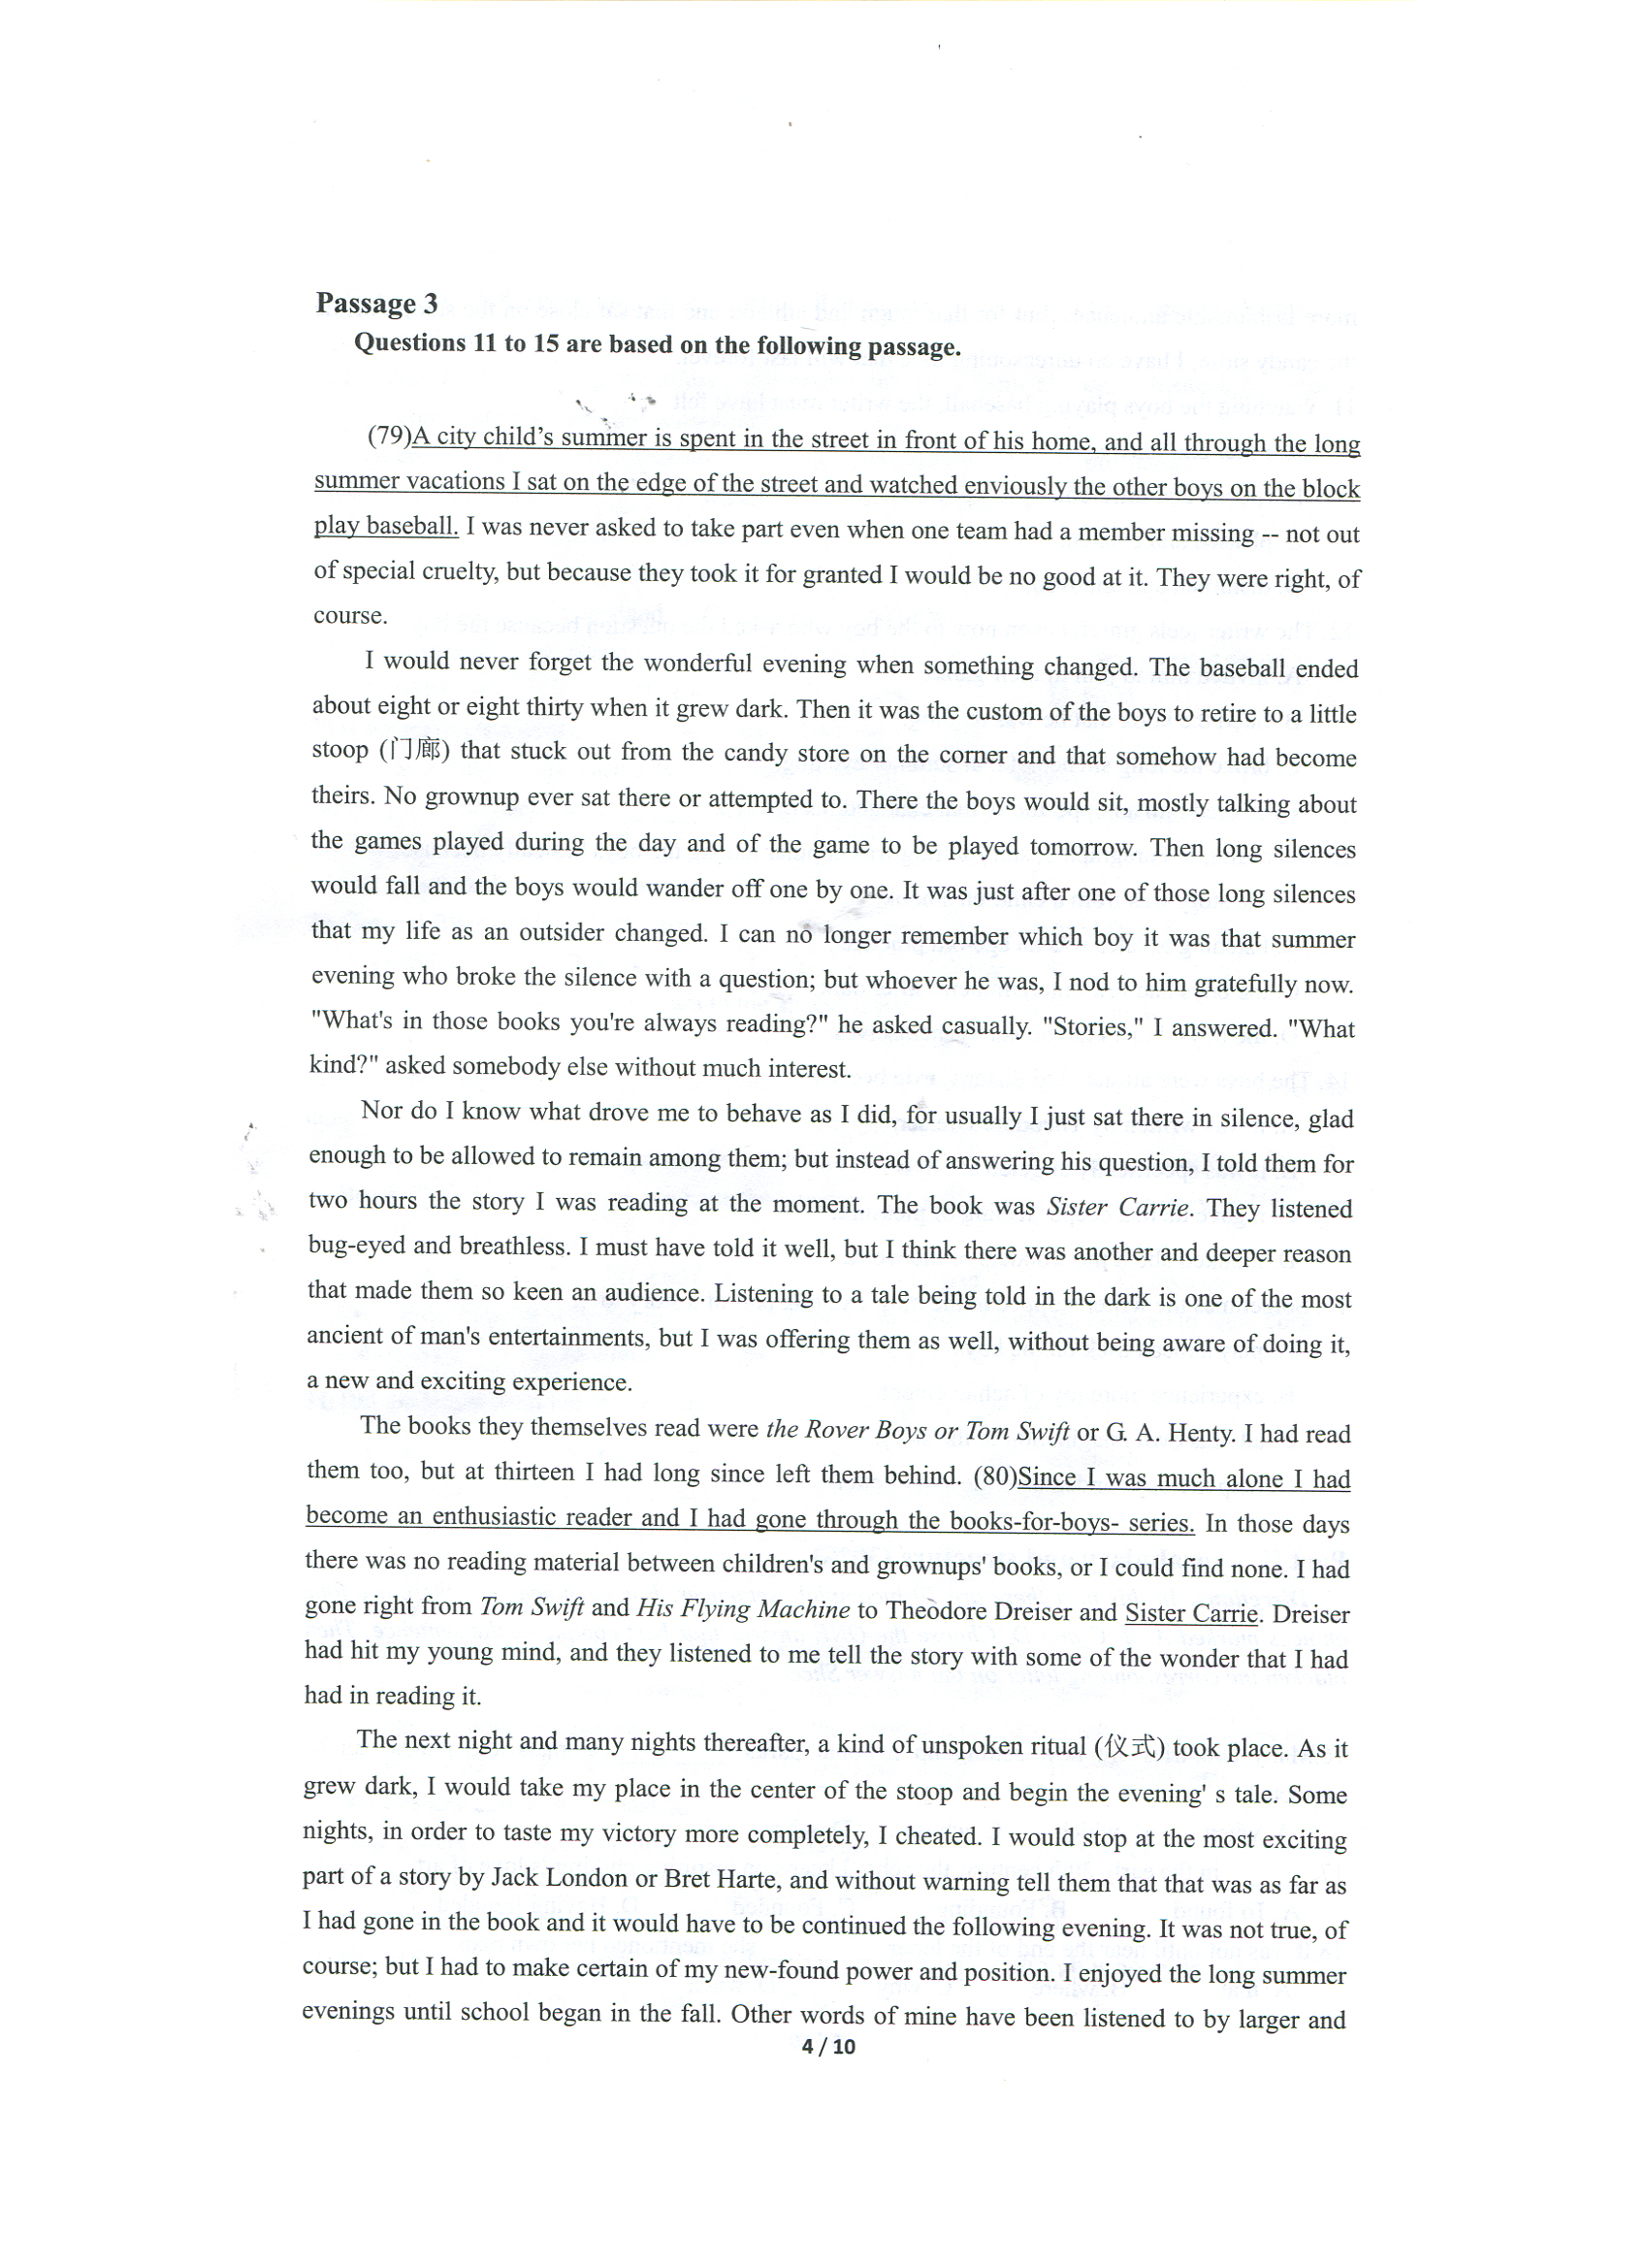 Passage 3
Questions 11 to 15 are based on the following passage.
(79)A city child's summer is spent in the street in front of his home, and all through the long
summer vacations I sat on the edge of the street and watched enviously the other boys on the block
play baseball. I was never asked to take part even when one team had a member missing -- not out
of special cruelty, but because they took it for granted I would be no good at it. They were right, of
course.
I would never forget the wonderful evening when something changed. The baseball ended
about eight or eight thirty when it grew dark. Then it was the custom of the boys to retire to a little
stoop (门廊) that stuck out from the candy store on the corner and that somehow had become
theirs. No grownup ever sat there or attempted to. There the boys would sit, mostly talking about
the games played during the day and of the game to be played tomorrow. Then long silences
would fall and the boys would wander off one by one. It was just after one of those long silences
that my life as an outsider changed. I can no longer remember which boy it was that summer
evening who broke the silence with a question; but whoever he was, I nod to him gratefully now.
"What's in those books you're always reading?" he asked casually. "Stories," I answered. "What
kind?" asked somebody else without much interest.
Nor do I know what drove me to behave as I did, for usually I just sat there in silence, glad
enough to be allowed to remain among them; but instead of answering his question, I told them for
two hours the story I was reading at the moment. The book was Sister Carrie. They listened
bug-eyed and breathless. I must have told it well, but I think there was another and deeper reason
that made them so keen an audience. Listening to a tale being told in the dark is one of the most
ancient of man's entertainments, but I was offering them as well, without being aware of doing it,
a new and exciting experience.
The books they themselves read were the Rover Boys or Tom Swift or G. A. Henty. I had read
them too, but at thirteen I had long since left them behind. (80)Since I was much alone I had
become an enthusiastic reader and I had gone through the books-for-boys- series. In those days
there was no reading material between children's and grownups' books, or I could find none. I had
gone right from Tom Swift and His Flying Machine to Theodore Dreiser and Sister Carrie. Dreiser
had hit my young mind, and they listened to me tell the story with some of the wonder that I had
had in reading it.
The next night and many nights thereafter, a kind of unspoken ritual (仪式) took place. As it
grew dark, I would take my place in the center of the stoop and begin the evening' s tale. Some
nights, in order to taste my victory more completely, I cheated. I would stop at the most exciting
part of a story by Jack London or Bret Harte, and without warning tell them that that was as far as
I had gone in the book and it would have to be continued the following evening. It was not true, of
course; but I had to make certain of my new-found power and position. I enjoyed the long summer
evenings until school began in the fall. Other words of mine have been listened to by larger and
4 / 10